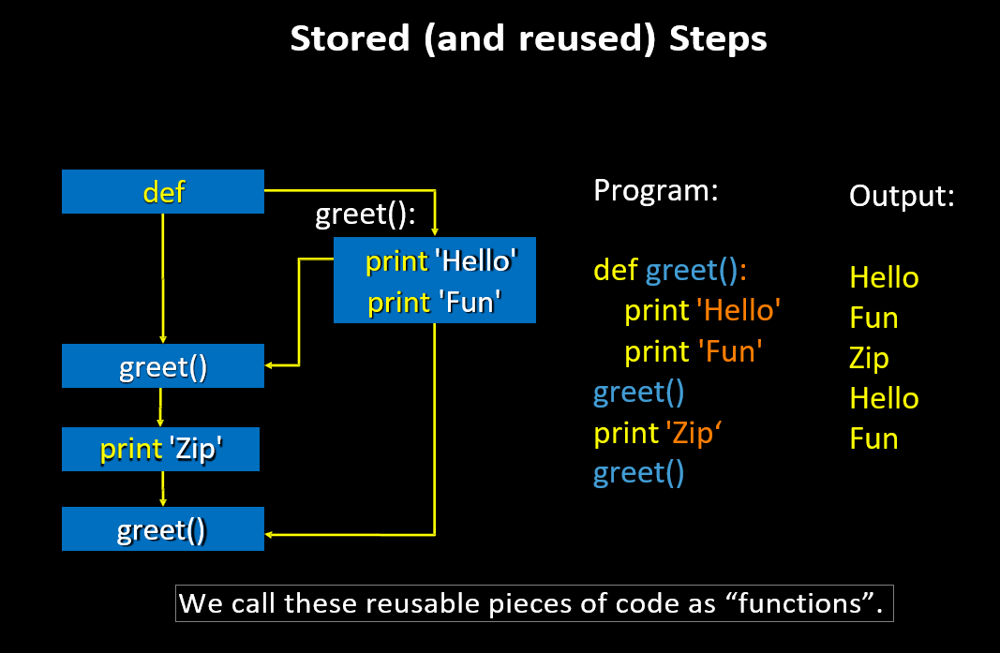 Stored (and reused) Steps
def
greet():
print 'Hello'
print 'Fun'
greet()
print 'Zip'
greet()
Program:
def greet():
print 'Hello'
print 'Fun'
greet()
print 'Zip‘
greet()
Output:
Hello
Fun
Zip
Hello
Fun
We call these reusable pieces of code as “functions”.